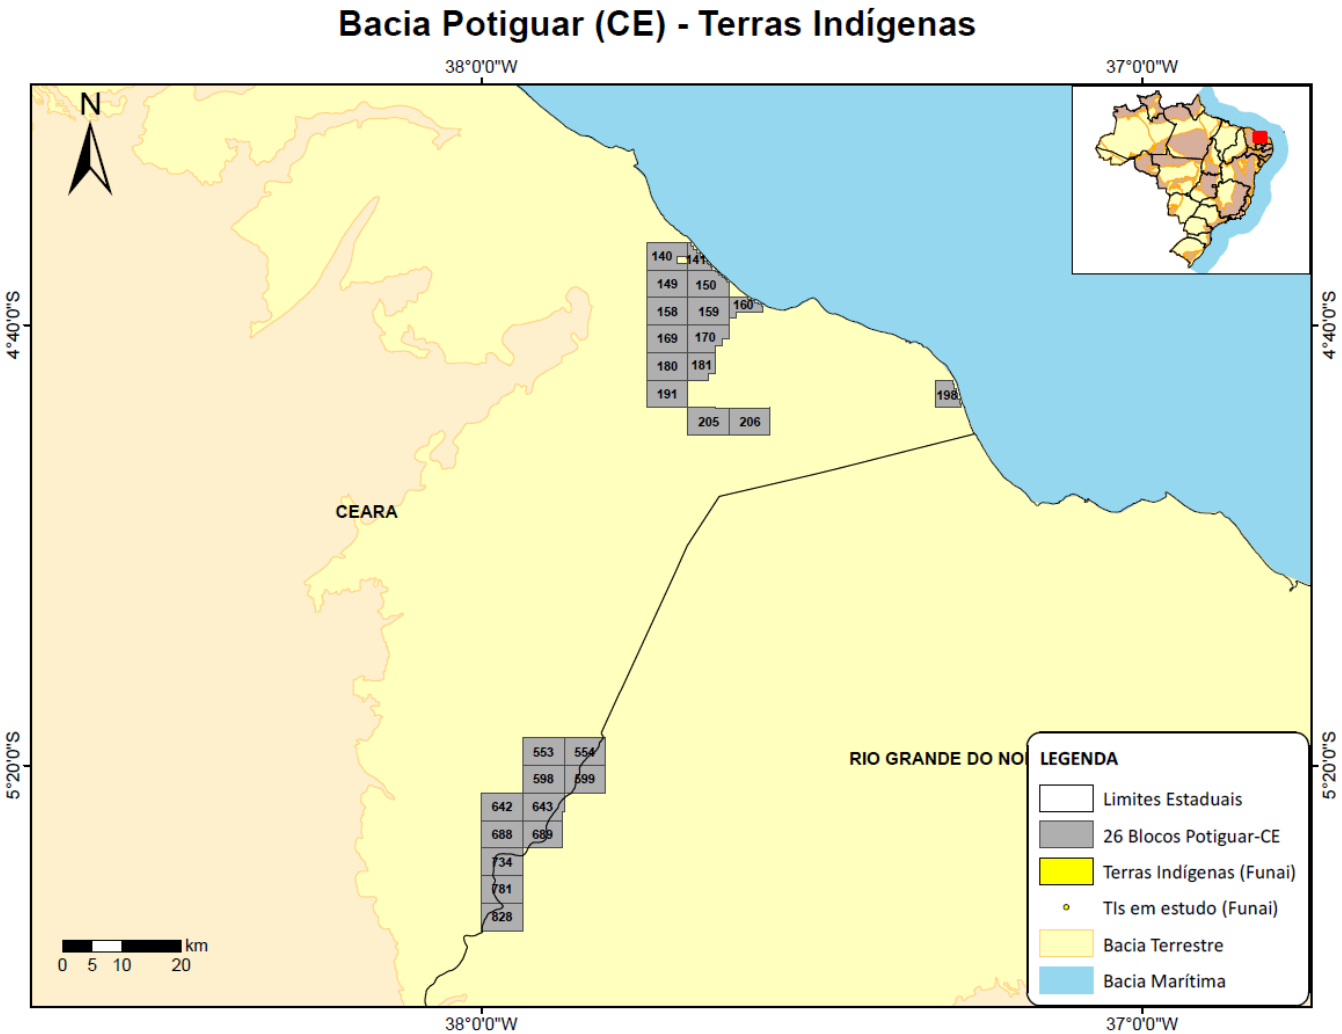 Bacia Potiguar (CE) - Terras Indígenas
38°0'0"W
37°0'0"W
N
140
141
149
150
158
159
160
4°40'0"S
4°40'0"S
169
170
180
181
191
198
205
206
CEARA
553
554
RIO GRANDE DO NO
5°20'0"S
5°20'0"S
598
599
642
643
688
689
734
781
828
LEGENDA
Limites Estaduais
26 Blocos Potiguar-CE
Terras Indígenas (Funai)
TIs em estudo (Funai)
Bacia Terrestre
Bacia Marítima
km
0 5 10 20
38°0'0"W
37°0'0"W